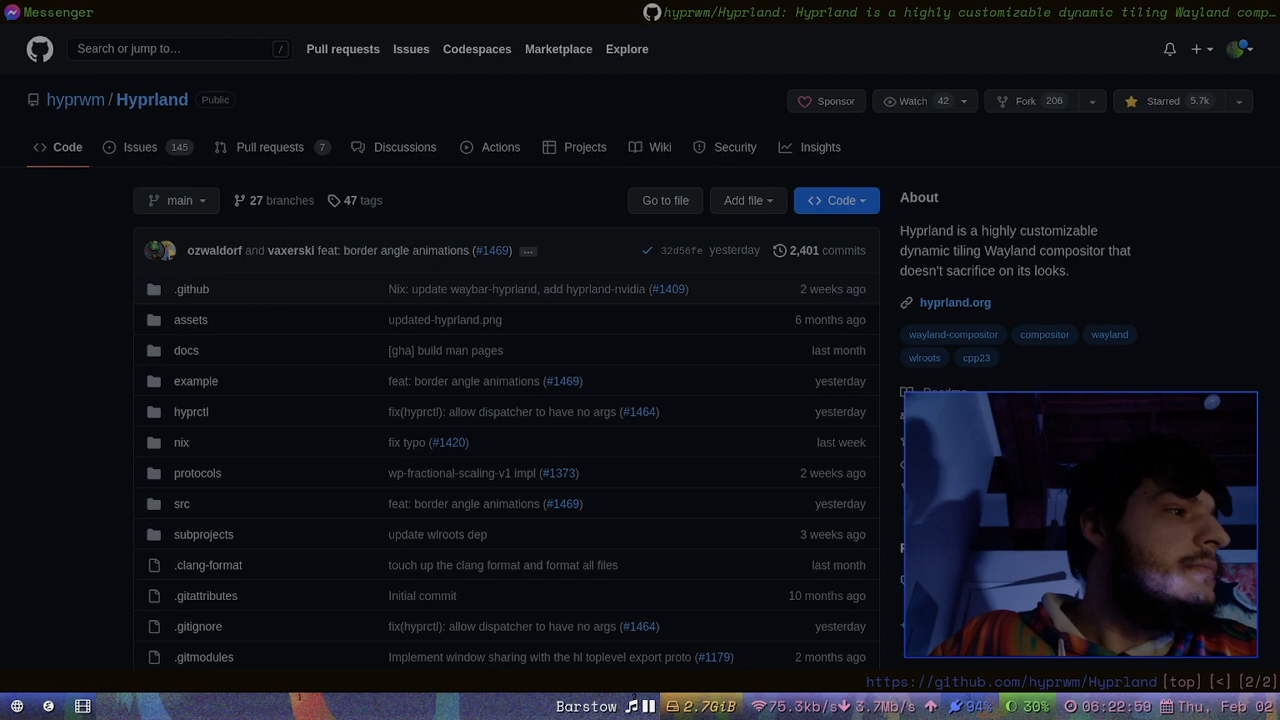 Messenger
hyprwm/Hyprland: Hyprland is a highly customizable dynamic tiling Wayland comp…
Search or jump to… /
Pull requests Issues Codespaces Marketplace Explore
hyprwm / Hyprland Public
Sponsor Watch 42 Fork 206 Starred 5.7k
Code Issues 145 Pull requests 7 Discussions Actions Projects Wiki Security Insights
main 27 branches 47 tags Go to file Add file Code
ozwaldorf and vaxerski feat: border angle animations (#1469) … 32d56fe yesterday 2,401 commits
.github Nix: update waybar-hyprland, add hyprland-nvidia (#1409) 2 weeks ago
assets updated-hyprland.png 6 months ago
docs [gha] build man pages last month
example feat: border angle animations (#1469) yesterday
hyprctl fix(hyprctl): allow dispatcher to have no args (#1464) yesterday
nix fix typo (#1420) last week
protocols wp-fractional-scaling-v1 impl (#1373) 2 weeks ago
src feat: border angle animations (#1469) yesterday
subprojects update wlroots dep 3 weeks ago
.clang-format touch up the clang format and format all files last month
.gitattributes Initial commit 10 months ago
.gitignore fix(hyprctl): allow dispatcher to have no args (#1464) yesterday
.gitmodules Implement window sharing with the hl toplevel export proto (#1179) 2 months ago
About
Hyprland is a highly customizable
dynamic tiling Wayland compositor that
doesn't sacrifice on its looks.
hyprland.org
wayland-compositor compositor wayland
wlroots cpp23
Readme
https://github.com/hyprwm/Hyprland [top] [<] [2/2]
1 Barstow 2.7GiB 75.3kb/s 3.7Mb/s 94% 30% 06:22:59 Thu, Feb 02